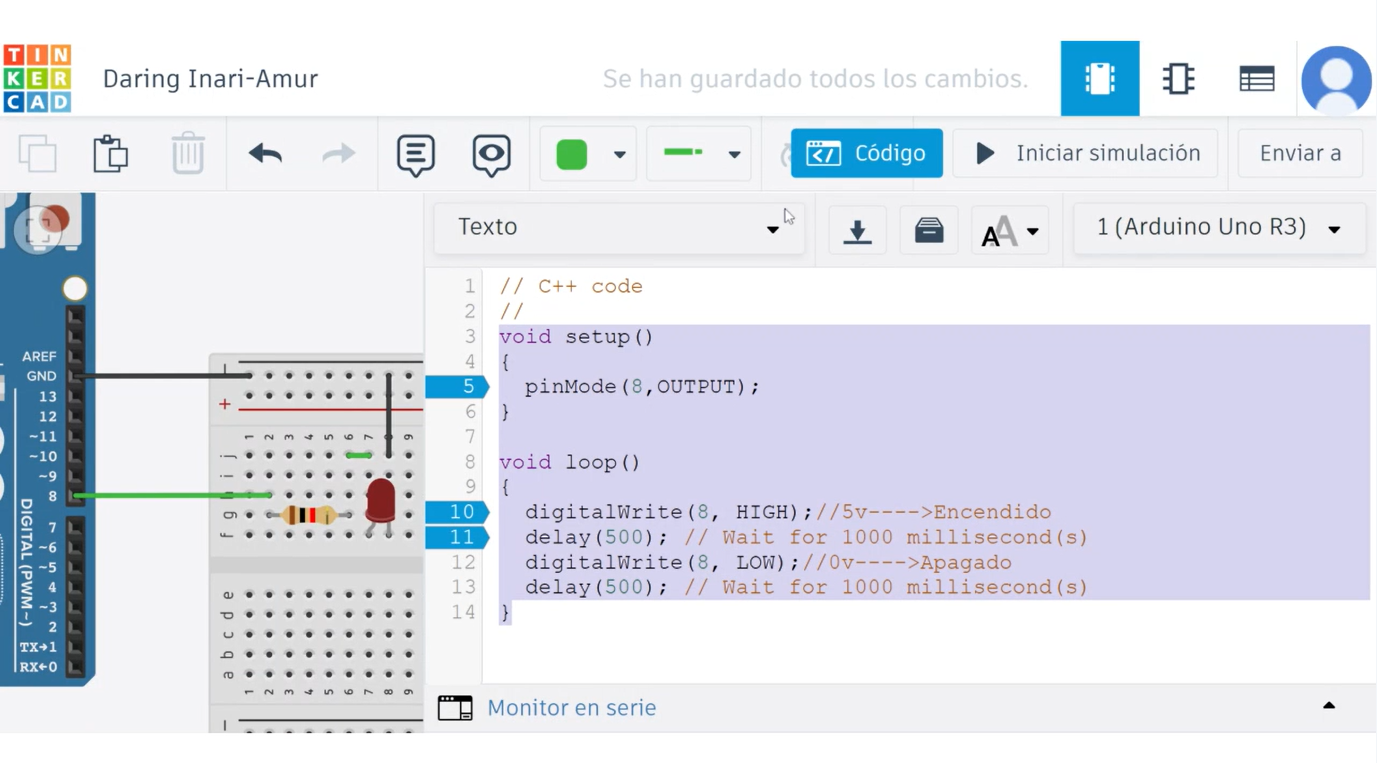 TIN
KER
CAD
Daring Inari-Amur
Se han guardado todos los cambios.
Código
Iniciar simulación
Enviar a
Texto
AA
1 (Arduino Uno R3)
AREF
GND
13
12
~11
~10
~9
8
7
~6
~5
4
~3
2
TX→1
RX←0
DIGITAL (PWM~)
+
1 2 3 4 5 6 7 8 9
j
i
h
g
f
e
d
c
b
a
1 2 3 4 5 6 7 8 9
1 // C++ code
2 //
3 void setup()
4 {
5 pinMode(8,OUTPUT);
6 }
7
8 void loop()
9 {
10 digitalWrite(8, HIGH);//5v---->Encendido
11 delay(500); // Wait for 1000 millisecond(s)
12 digitalWrite(8, LOW);//0v---->Apagado
13 delay(500); // Wait for 1000 millisecond(s)
14 }
Monitor en serie